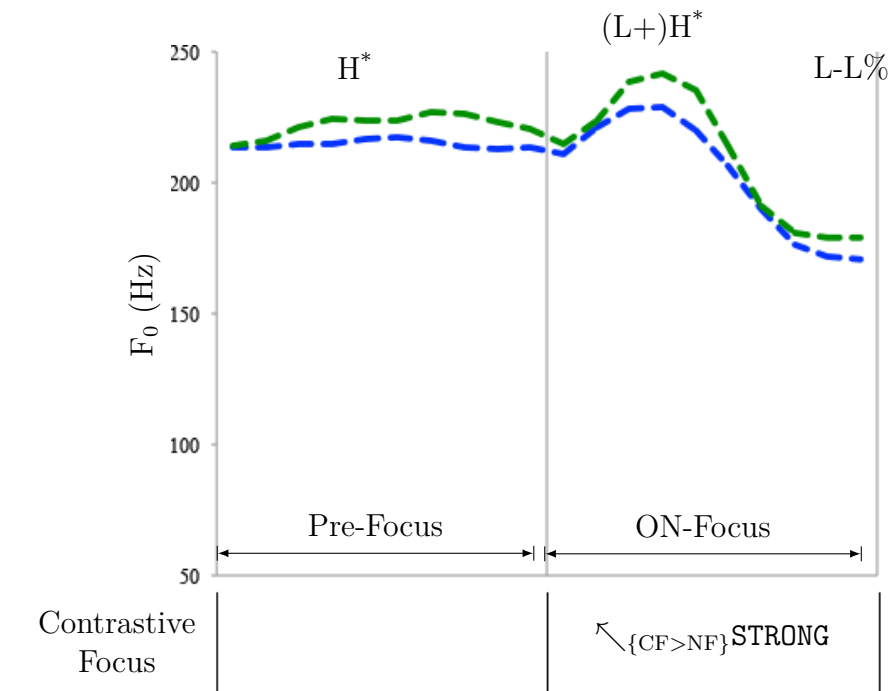 (L+)H*
H*
L-L%
250
200
150
100
50
F₀ (Hz)
Pre-Focus
ON-Focus
Contrastive
Focus
↖{CF>NF}STRONG